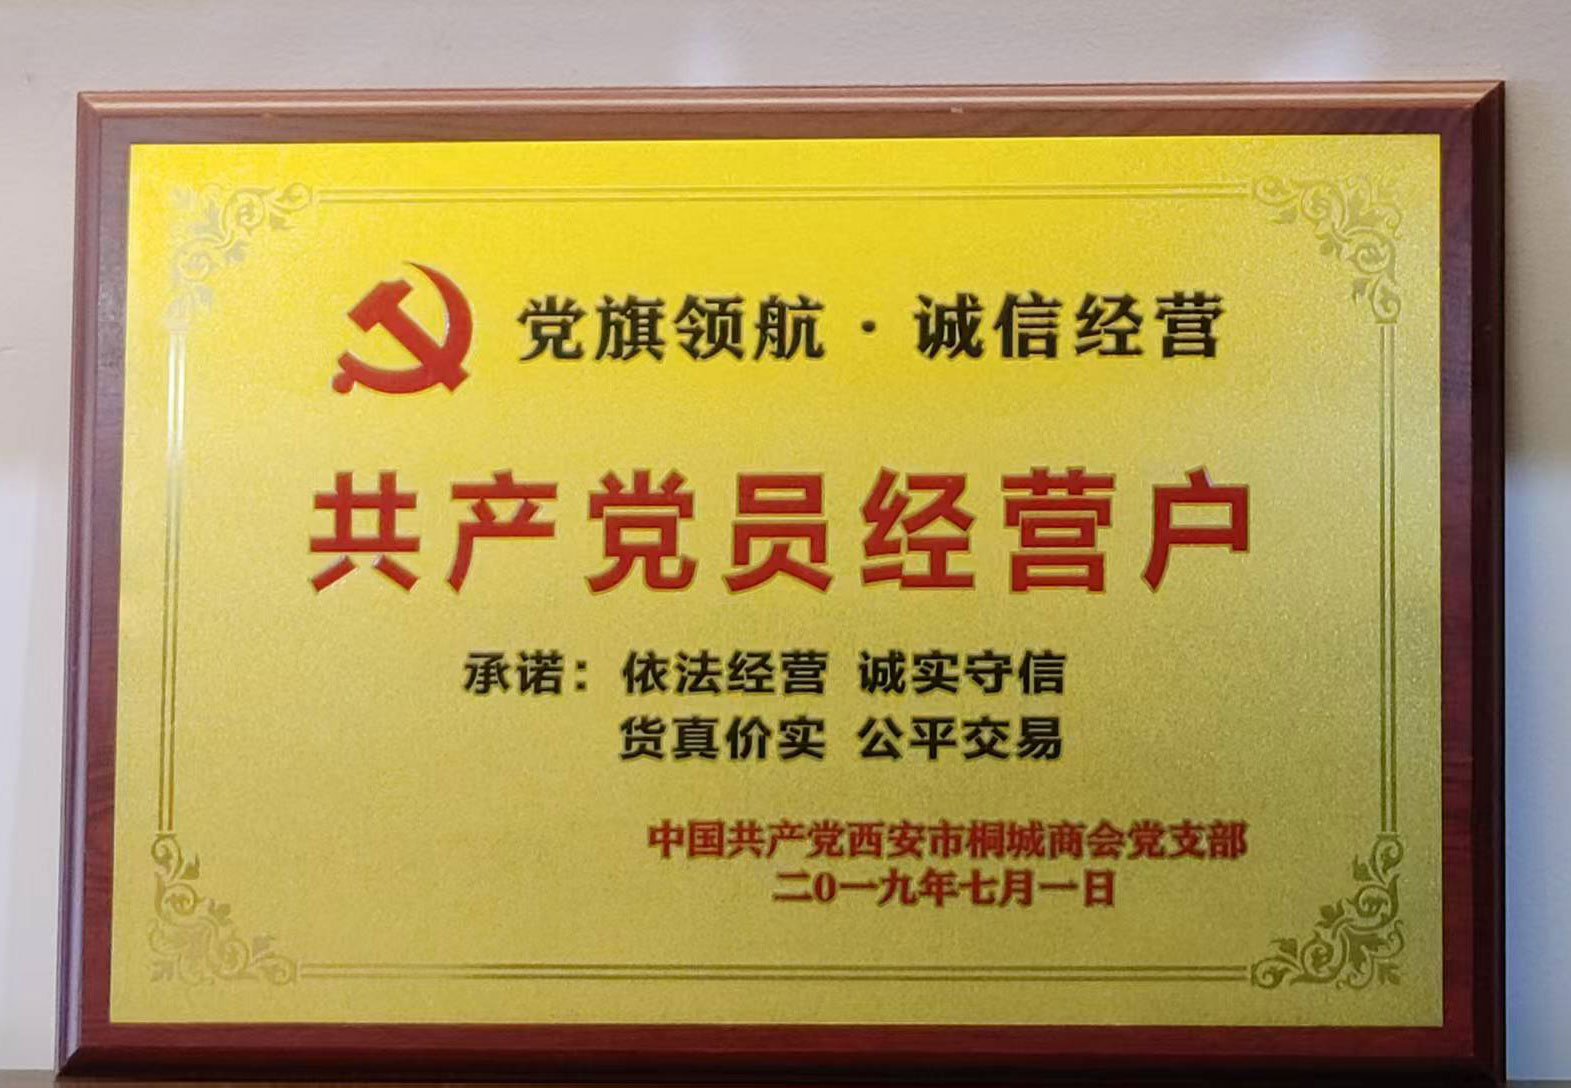 党旗领航·诚信经营
共产党员经营户
承诺：依法经营 诚实守信
货真价实 公平交易
中国共产党西安市桐城商会党支部
二0一九年七月一日